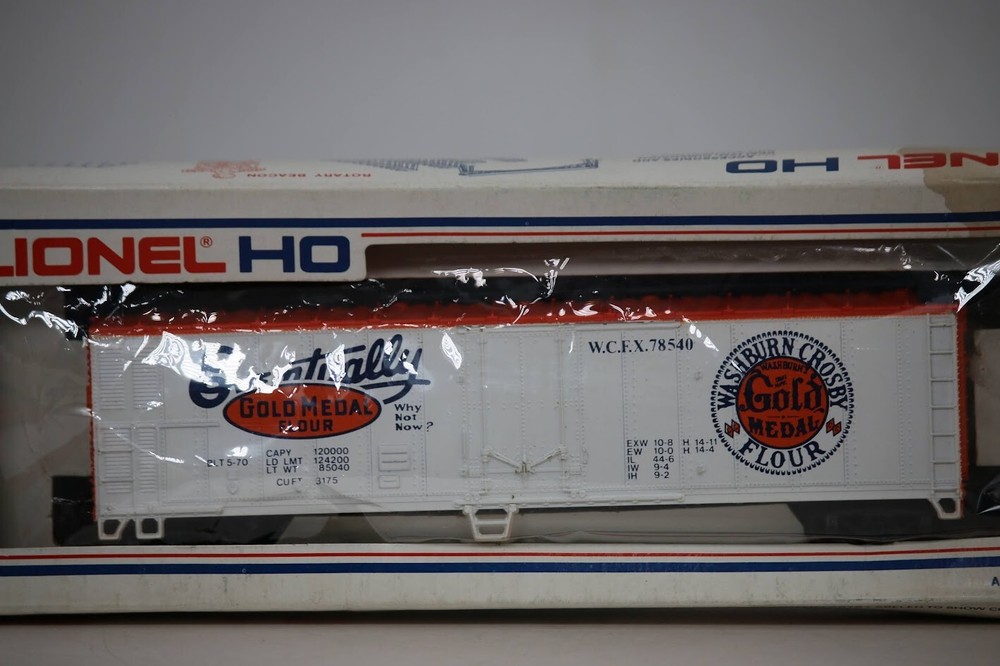 ROTARY BEACON
LIONEL HO
LIONEL® HO
Eventually
GOLD MEDAL
FLOUR
Why
Not
Now?
BLT 5-70
CAPY 120000
LD LMT 124200
LT WT 85040
CU FT 3175
W.C.F.X. 78540
EXW 10-8 H 14-11
EW 10-0 H 14-4
IL 44-6
IW 9-4
IH 9-2
WASHBURN CROSBY
WASHBURN'S
Gold
MEDAL
FLOUR